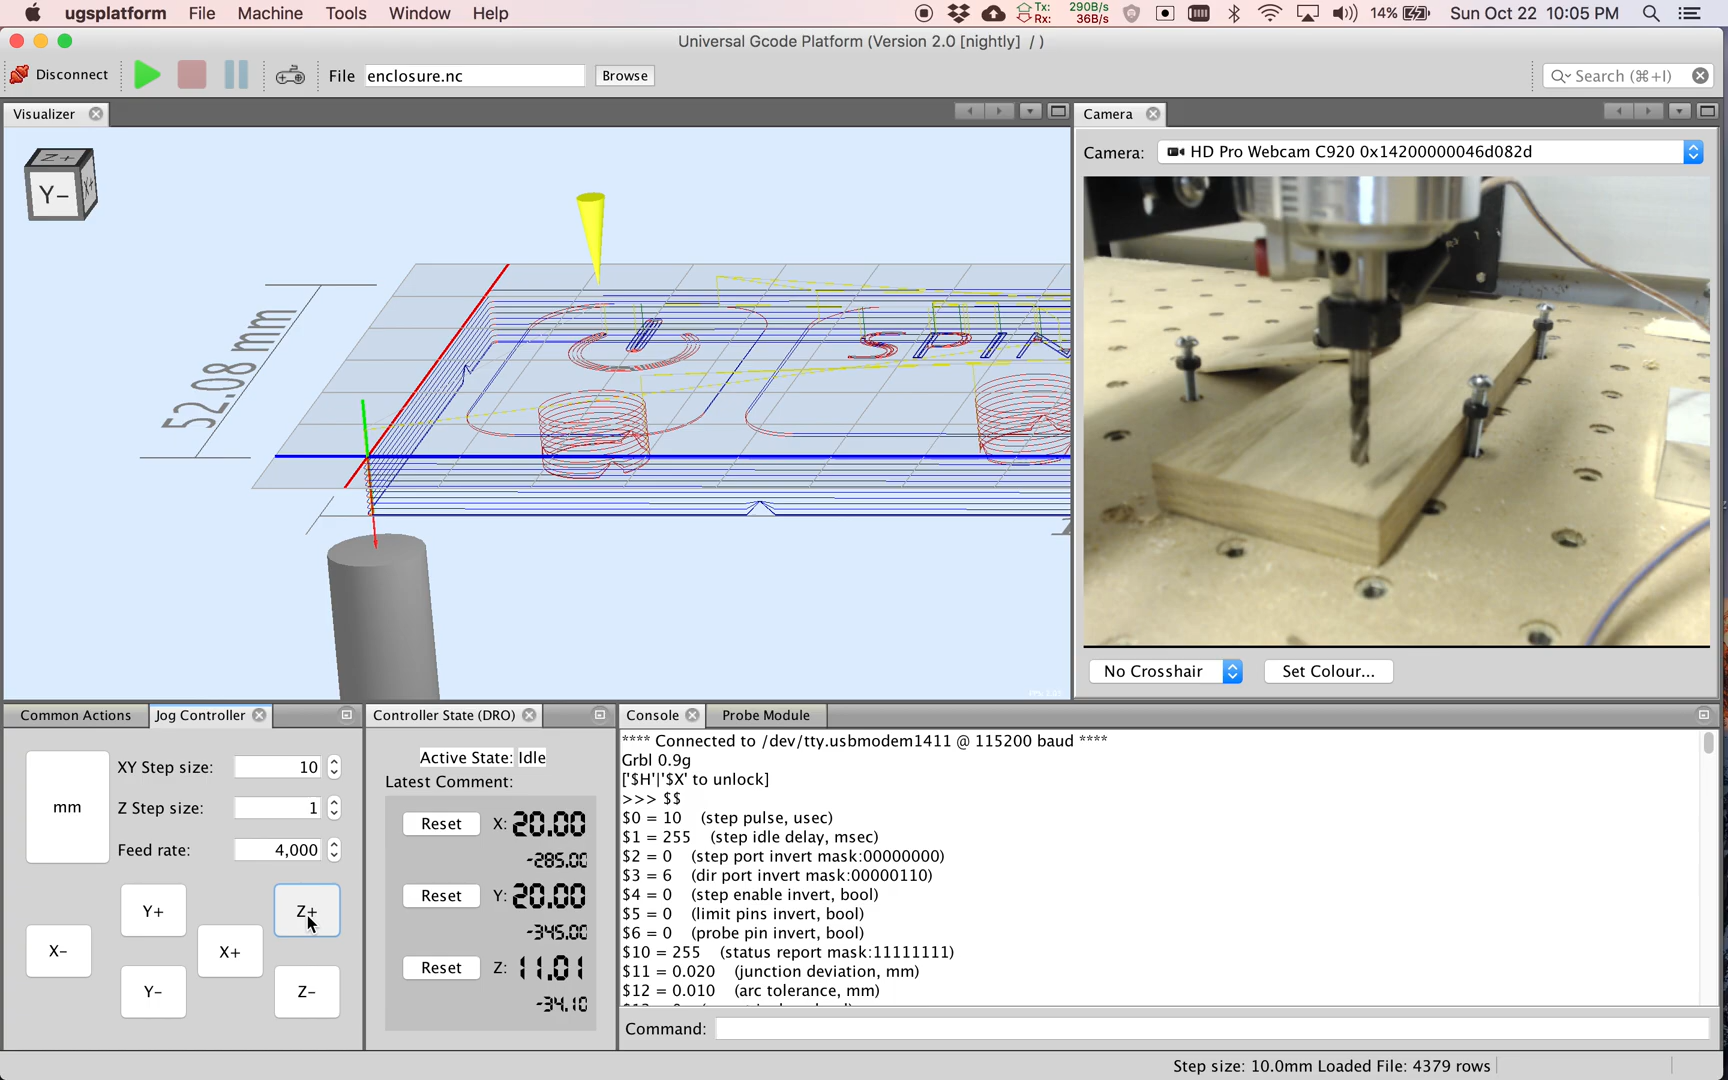 ugsplatform File Machine Tools Window Help
Tx: 290B/s
Rx: 36B/s
14% Sun Oct 22 10:05 PM
Universal Gcode Platform (Version 2.0 [nightly] / )
Disconnect File enclosure.nc Browse Search (⌘+I)
Visualizer
Z+
Y-
X+
52.08 mm
SPIN
Camera
Camera: HD Pro Webcam C920 0x14200000046d082d
No Crosshair Set Colour...
Common Actions Jog Controller
mm
XY Step size: 10
Z Step size: 1
Feed rate: 4,000
Y+ Z+
X- X+
Y- Z-
Controller State (DRO)
Active State: Idle
Latest Comment:
Reset X: 20.00
-285.00
Reset Y: 20.00
-345.00
Reset Z: 11.01
-34.10
Console Probe Module
**** Connected to /dev/tty.usbmodem1411 @ 115200 baud ****
Grbl 0.9g
['$H'|'$X' to unlock]
>>> $$
$0 = 10 (step pulse, usec)
$1 = 255 (step idle delay, msec)
$2 = 0 (step port invert mask:00000000)
$3 = 6 (dir port invert mask:00000110)
$4 = 0 (step enable invert, bool)
$5 = 0 (limit pins invert, bool)
$6 = 0 (probe pin invert, bool)
$10 = 255 (status report mask:11111111)
$11 = 0.020 (junction deviation, mm)
$12 = 0.010 (arc tolerance, mm)
Command:
Step size: 10.0mm Loaded File: 4379 rows